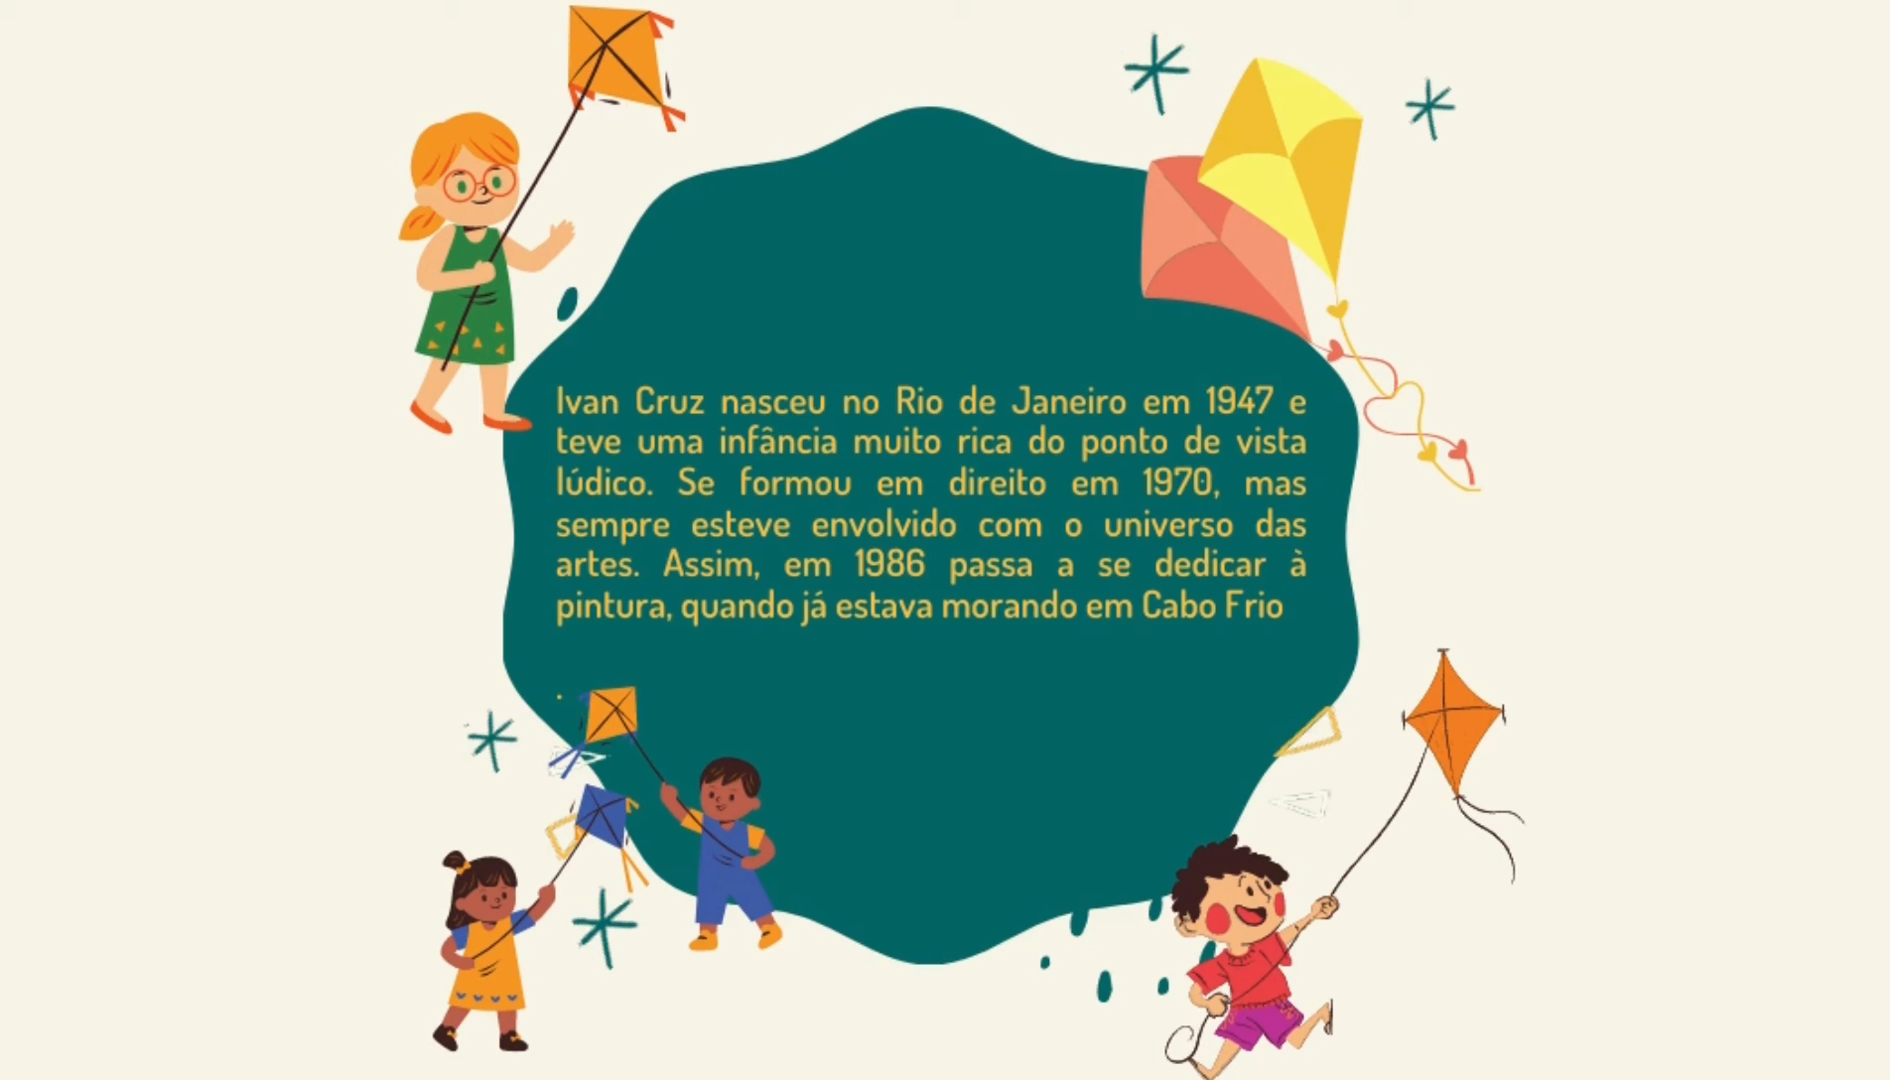 Ivan Cruz nasceu no Rio de Janeiro em 1947 e
teve uma infância muito rica do ponto de vista
lúdico. Se formou em direito em 1970, mas
sempre esteve envolvido com o universo das
artes. Assim, em 1986 passa a se dedicar à
pintura, quando já estava morando em Cabo Frio
.